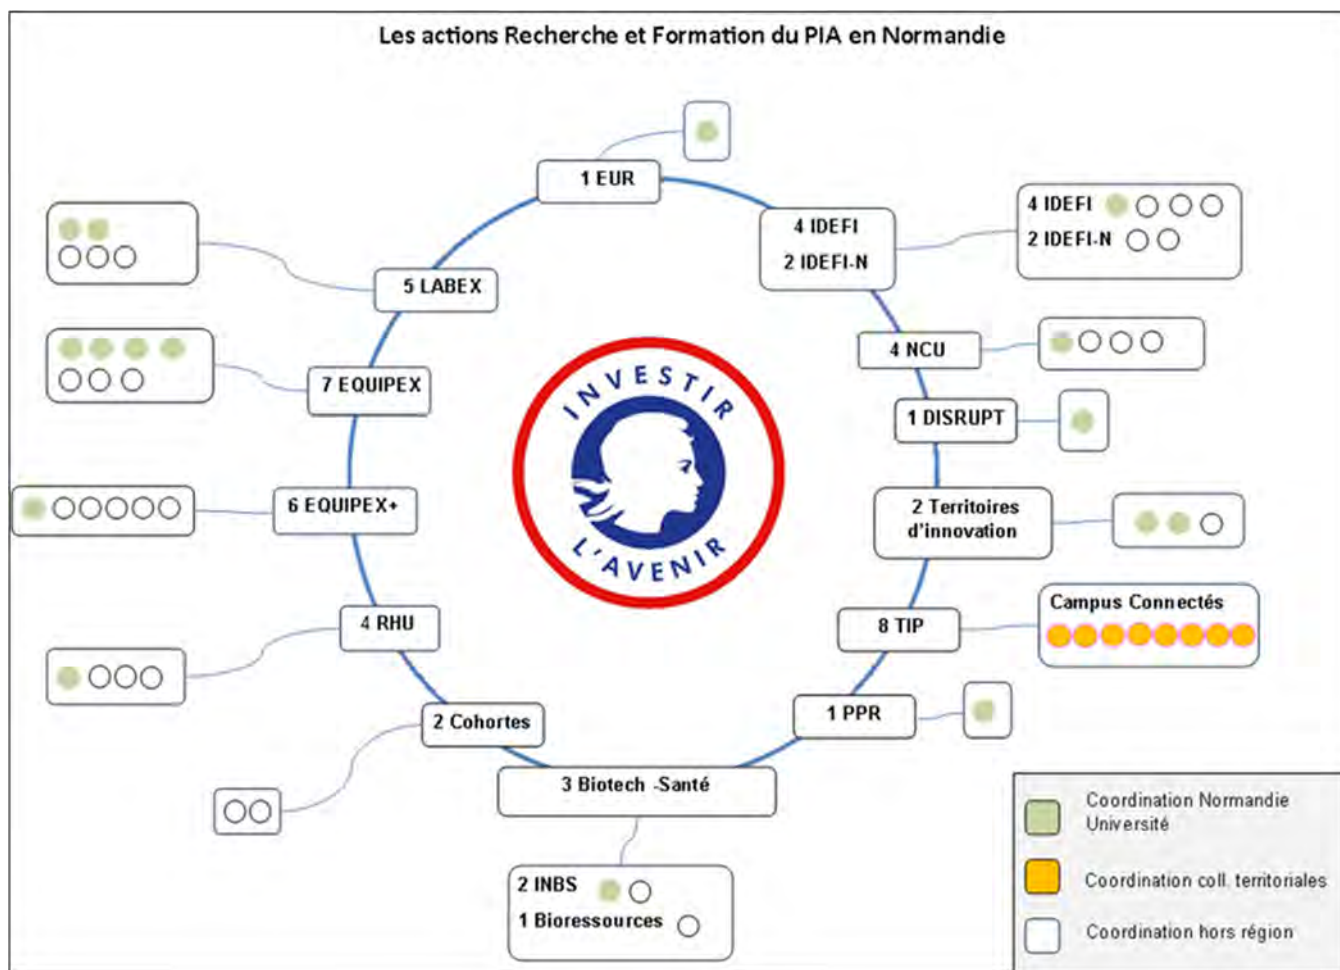 Les actions Recherche et Formation du PIA en Normandie
1 EUR
4 IDEFI
2 IDEFI-N
4 IDEFI
2 IDEFI-N
5 LABEX
4 NCU
7 EQUIPEX
1 DISRUPT
INVESTIR
L'AVENIR
6 EQUIPEX+
2 Territoires
d'innovation
4 RHU
8 TIP
Campus Connectés
2 Cohortes
1 PPR
3 Biotech -Santé
2 INBS
1 Bioressources
Coordination Normandie
Université
Coordination coll. territoriales
Coordination hors région